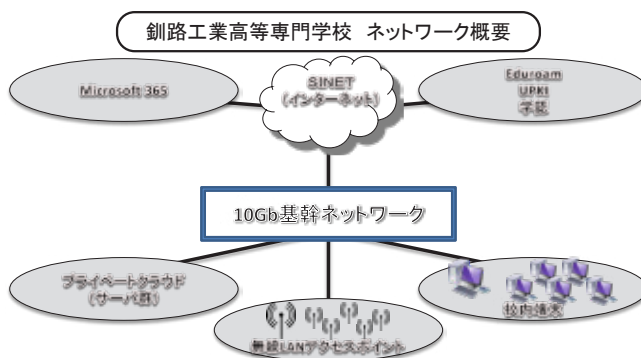 釧路工業高等専門学校 ネットワーク概要
Microsoft 365
SINET
(インターネット)
Eduroam
UPKI
学認
10Gb基幹ネットワーク
プライベートクラウド
(サーバ群)
無線LANアクセスポイント
校内端末